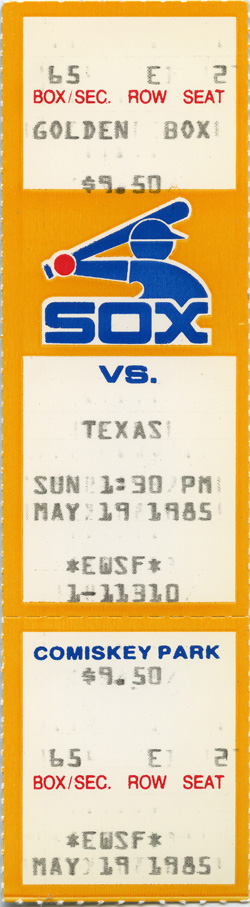 65 E 2
BOX/SEC. ROW SEAT
GOLDEN BOX
$9.50
SOX
VS.
TEXAS
SUN 1:30 PM
MAY 19 1985
*EWSF*
1-11310
COMISKEY PARK
$9.50
65 E 2
BOX/SEC. ROW SEAT
*EWSF*
MAY 19 1985